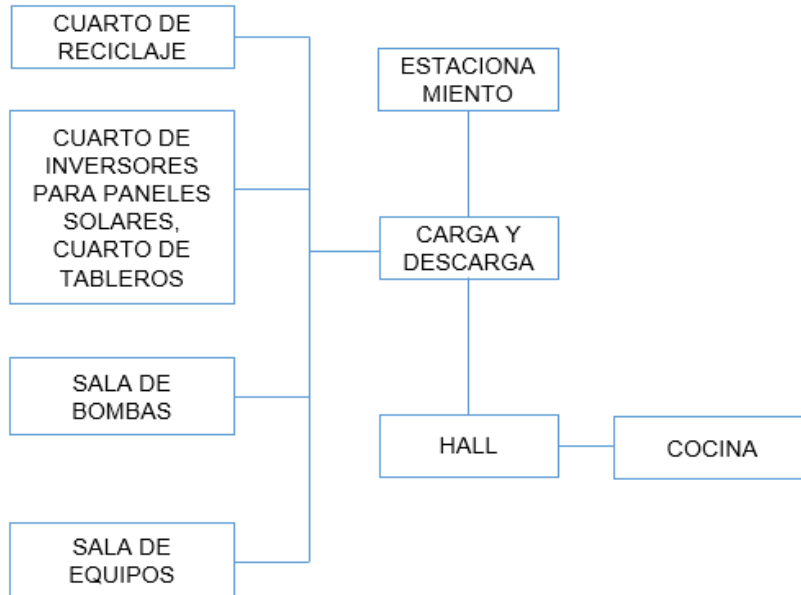 CUARTO DE
RECICLAJE
ESTACIONA
MIENTO
CUARTO DE
INVERSORES
PARA PANELES
SOLARES,
CUARTO DE
TABLEROS
CARGA Y
DESCARGA
SALA DE
BOMBAS
HALL
COCINA
SALA DE
EQUIPOS